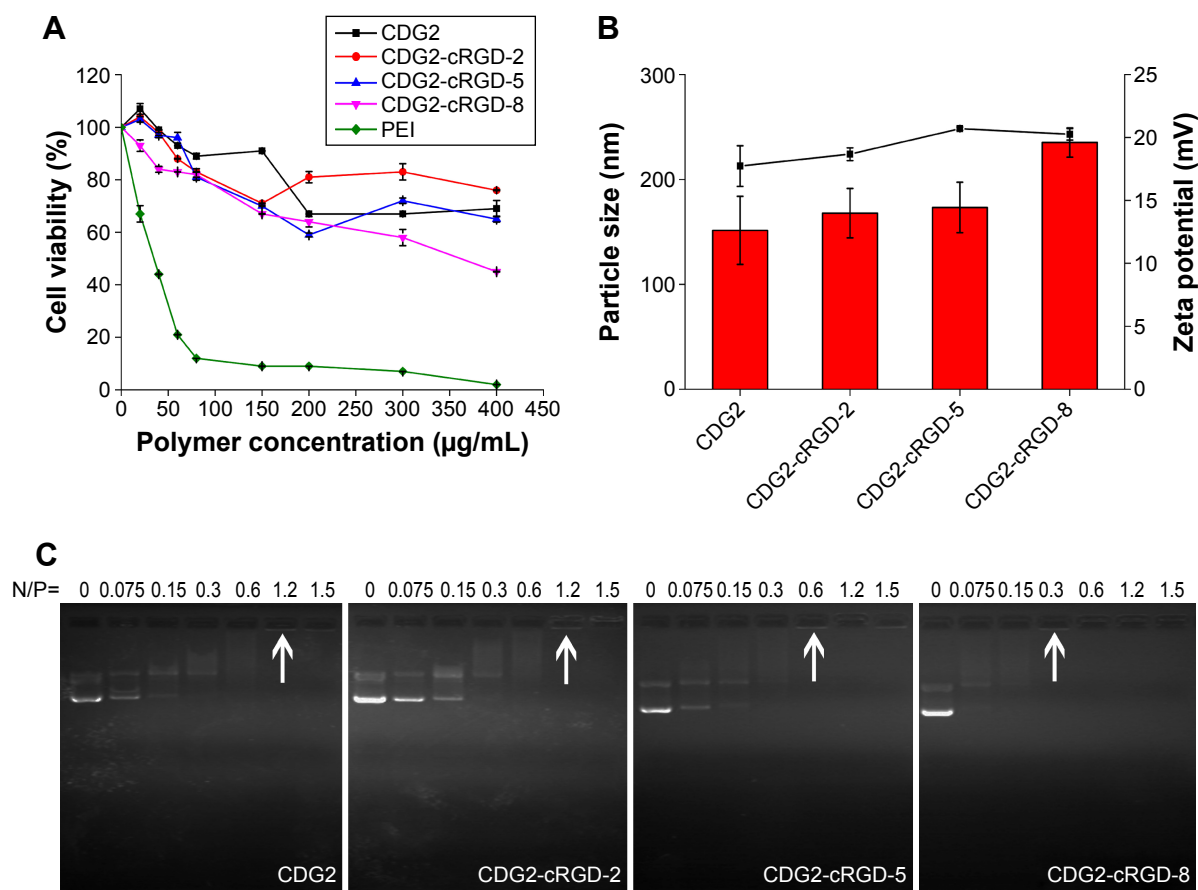 A
CDG2
CDG2-cRGD-2
CDG2-cRGD-5
CDG2-cRGD-8
PEI
120
100
80
60
40
20
0
Cell viability (%)
0 50 100 150 200 250 300 350 400 450
Polymer concentration (µg/mL)
B
300
200
100
0
Particle size (nm)
25
20
15
10
5
0
Zeta potential (mV)
CDG2
CDG2-cRGD-2
CDG2-cRGD-5
CDG2-cRGD-8
C
N/P= 0 0.075 0.15 0.3 0.6 1.2 1.5 0 0.075 0.15 0.3 0.6 1.2 1.5 0 0.075 0.15 0.3 0.6 1.2 1.5 0 0.075 0.15 0.3 0.6 1.2 1.5
CDG2 CDG2-cRGD-2 CDG2-cRGD-5 CDG2-cRGD-8